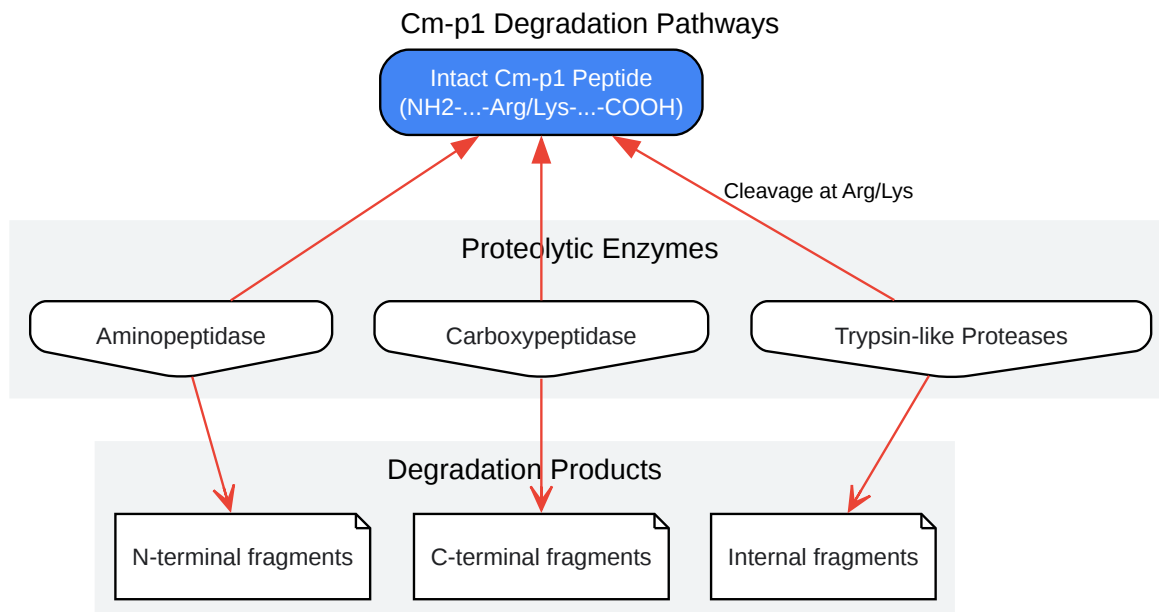 Cm-p1 Degradation Pathways
Intact Cm-p1 Peptide
(NH2-...-Arg/Lys-...-COOH)
Cleavage at Arg/Lys
Proteolytic Enzymes
Aminopeptidase
Carboxypeptidase
Trypsin-like Proteases
Degradation Products
N-terminal fragments
C-terminal fragments
Internal fragments